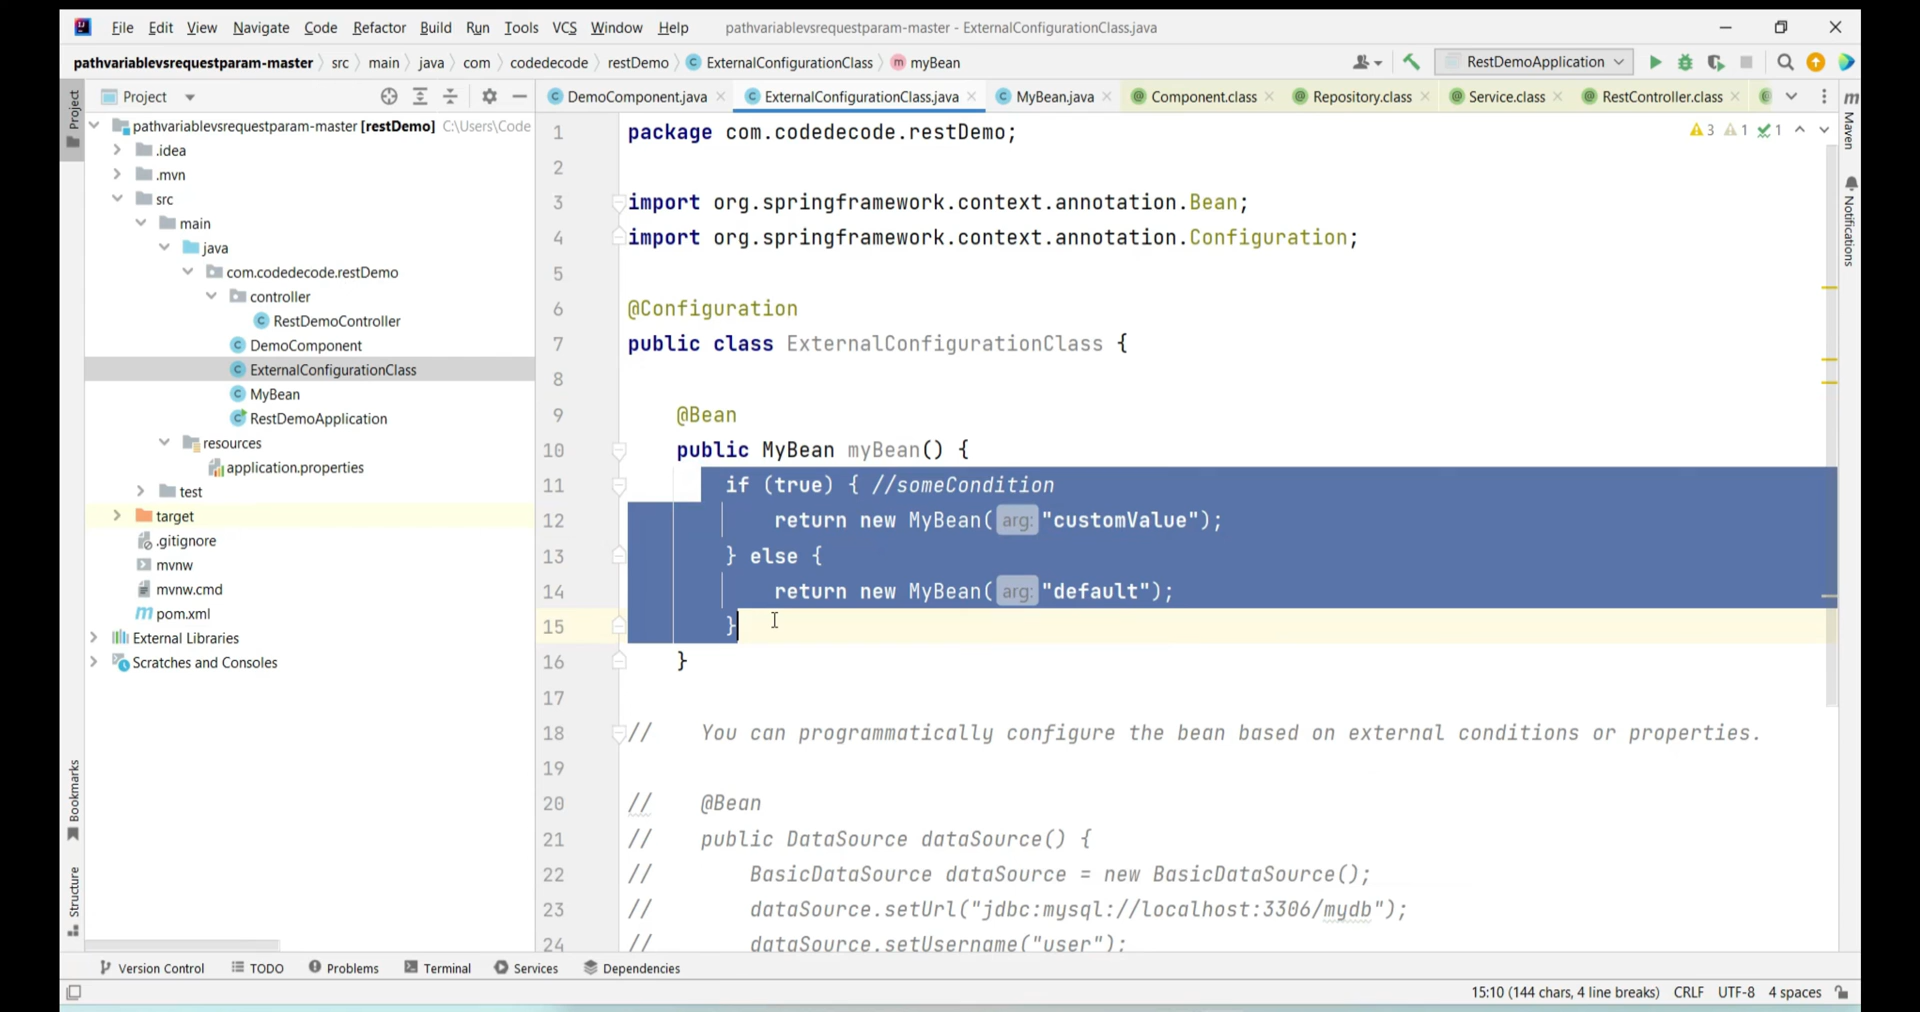 File Edit View Navigate Code Refactor Build Run Tools VCS Window Help pathvariablevsrequestparam-master - ExternalConfigurationClass.java
pathvariablevsrequestparam-master src main java com codedecode restDemo ExternalConfigurationClass myBean RestDemoApplication
Project
DemoComponent.java ExternalConfigurationClass.java MyBean.java Component.class Repository.class Service.class RestController.class
pathvariablevsrequestparam-master [restDemo] C:\Users\Code
.idea
.mvn
src
main
java
com.codedecode.restDemo
controller
RestDemoController
DemoComponent
ExternalConfigurationClass
MyBean
RestDemoApplication
resources
application.properties
test
target
.gitignore
mvnw
mvnw.cmd
pom.xml
External Libraries
Scratches and Consoles
Project
Bookmarks
Structure
3 1 1
1 package com.codedecode.restDemo;
2
3 import org.springframework.context.annotation.Bean;
4 import org.springframework.context.annotation.Configuration;
5
6 @Configuration
7 public class ExternalConfigurationClass {
8
9 @Bean
10 public MyBean myBean() {
11 if (true) { //someCondition
12 return new MyBean( arg: "customValue");
13 } else {
14 return new MyBean( arg: "default");
15 }
16 }
17
18 // You can programmatically configure the bean based on external conditions or properties.
19
20 // @Bean
21 // public DataSource dataSource() {
22 // BasicDataSource dataSource = new BasicDataSource();
23 // dataSource.setUrl("jdbc:mysql://localhost:3306/mydb");
24 // dataSource.setUsername("user");
m
Maven
Notifications
Version Control TODO Problems Terminal Services Dependencies
15:10 (144 chars, 4 line breaks) CRLF UTF-8 4 spaces